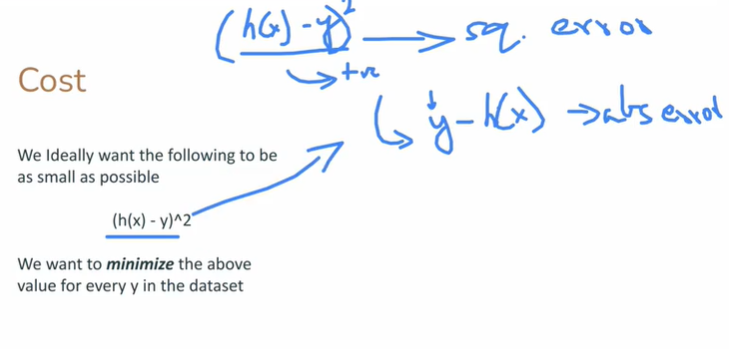 (h(x) - y)² → sq. error
→ +ve
Cost
↳ y - h(x) → abs error
We Ideally want the following to be
as small as possible
(h(x) - y)^2
We want to minimize the above
value for every y in the dataset